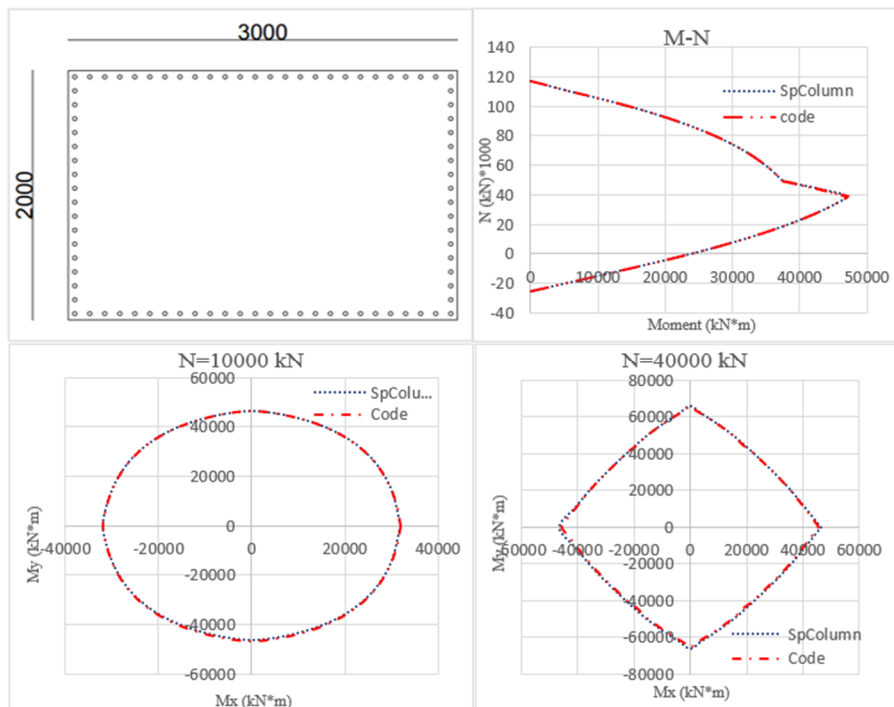 3000
2000
M-N
140
120
100
80
60
40
20
0
-20
-40
0 10000 20000 30000 40000 50000
N (kN)*1000
Moment (kN*m)
SpColumn
code
N=10000 kN
60000
40000
20000
0
-20000
-40000
-60000
-40000 -20000 0 20000 40000
My (kN*m)
Mx (kN*m)
SpColu...
Code
N=40000 kN
80000
60000
40000
20000
0
-20000
-40000
-60000
-80000
-60000 -40000 -20000 0 20000 40000 60000
My (kN*m)
Mx (kN*m)
SpColumn
Code